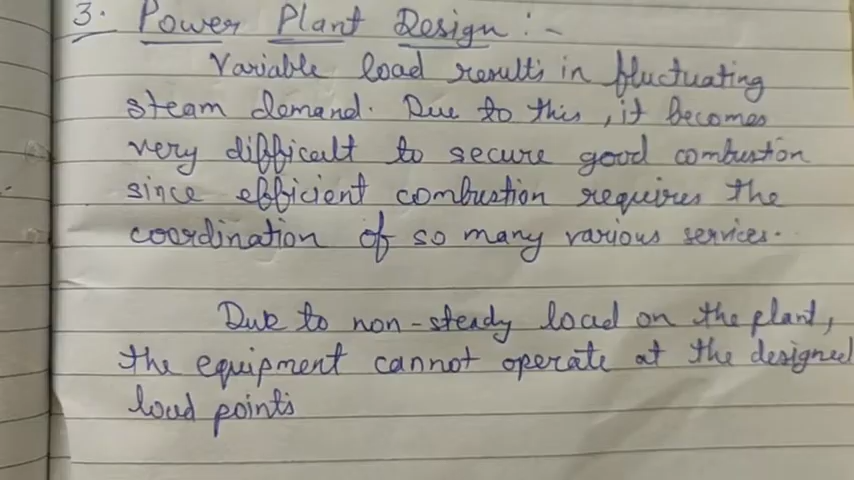 3. Power Plant Design :-
Variable load results in fluctuating
steam demand. Due to this, it becomes
very difficult to secure good combustion
since efficient combustion requires the
coordination of so many various services.
Due to non-steady load on the plant,
the equipment cannot operate at the designed
load points